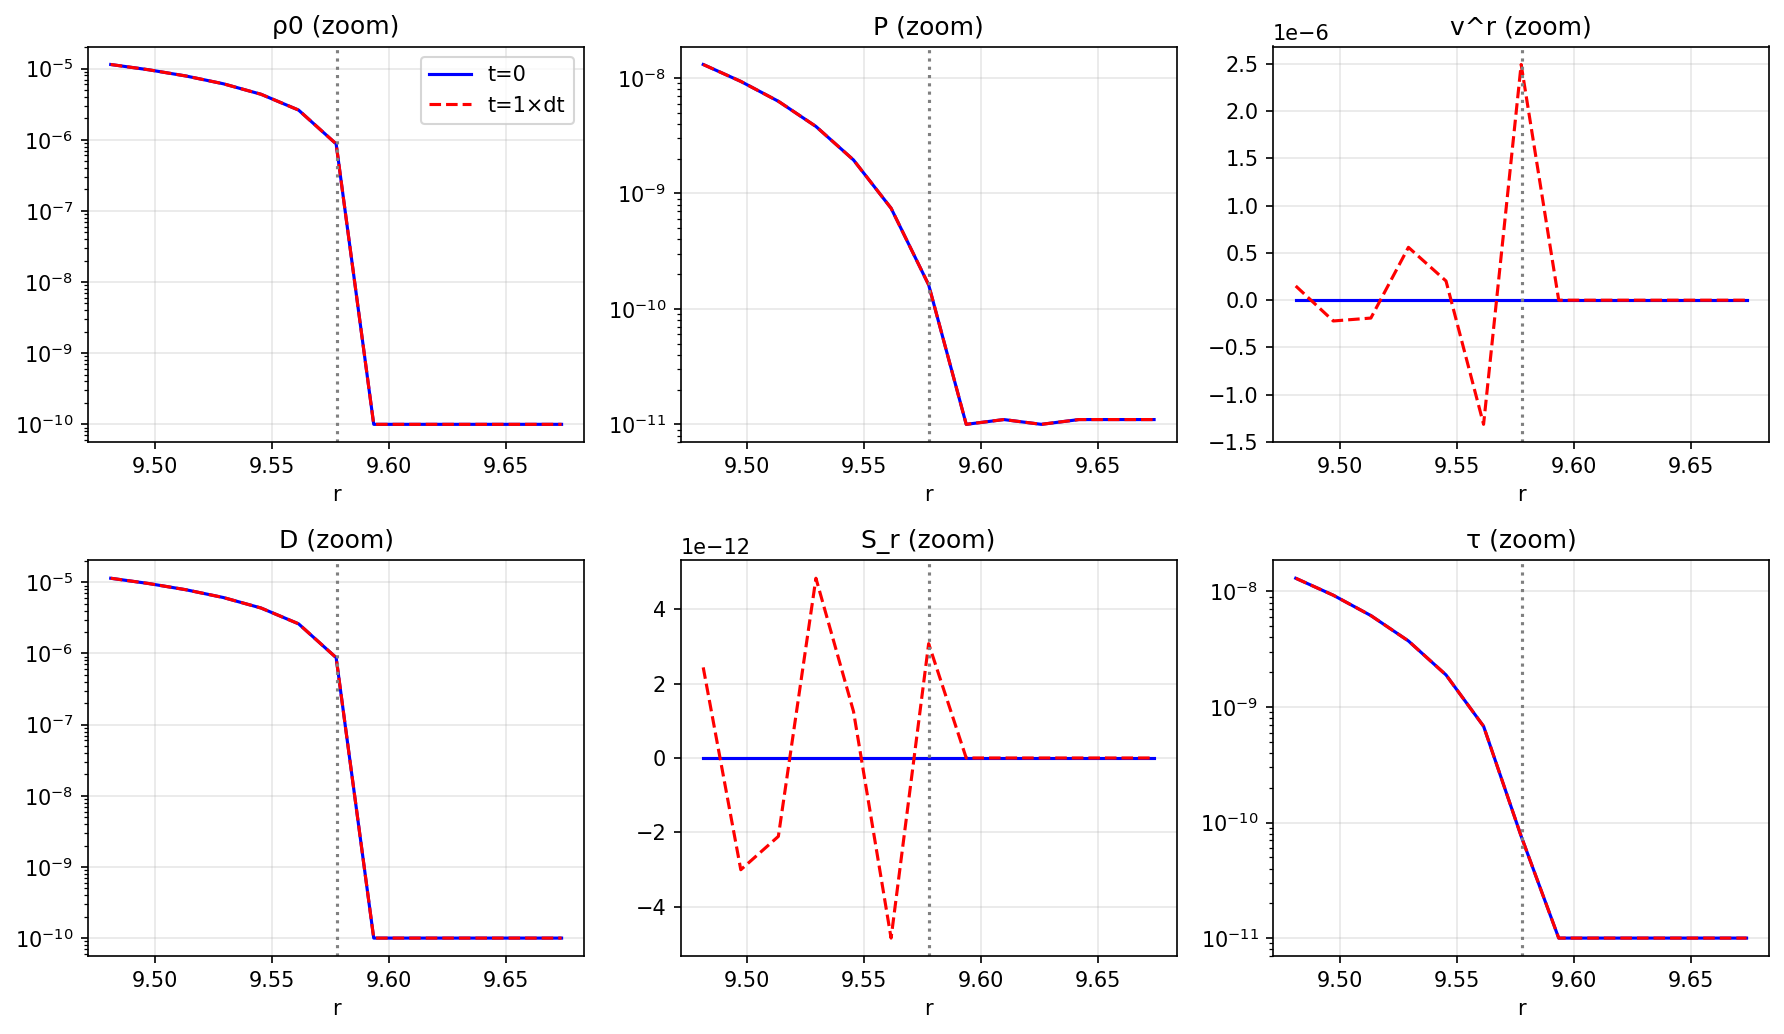 ρ0 (zoom)
t=0
t=1×dt
10⁻⁵
10⁻⁶
10⁻⁷
10⁻⁸
10⁻⁹
10⁻¹⁰
9.50 9.55 9.60 9.65
r
P (zoom)
10⁻⁸
10⁻⁹
10⁻¹⁰
10⁻¹¹
9.50 9.55 9.60 9.65
r
v^r (zoom)
1e−6
2.5
2.0
1.5
1.0
0.5
0.0
−0.5
−1.0
−1.5
9.50 9.55 9.60 9.65
r
D (zoom)
10⁻⁵
10⁻⁶
10⁻⁷
10⁻⁸
10⁻⁹
10⁻¹⁰
9.50 9.55 9.60 9.65
r
S_r (zoom)
1e−12
4
2
0
−2
−4
9.50 9.55 9.60 9.65
r
τ (zoom)
10⁻⁸
10⁻⁹
10⁻¹⁰
10⁻¹¹
9.50 9.55 9.60 9.65
r